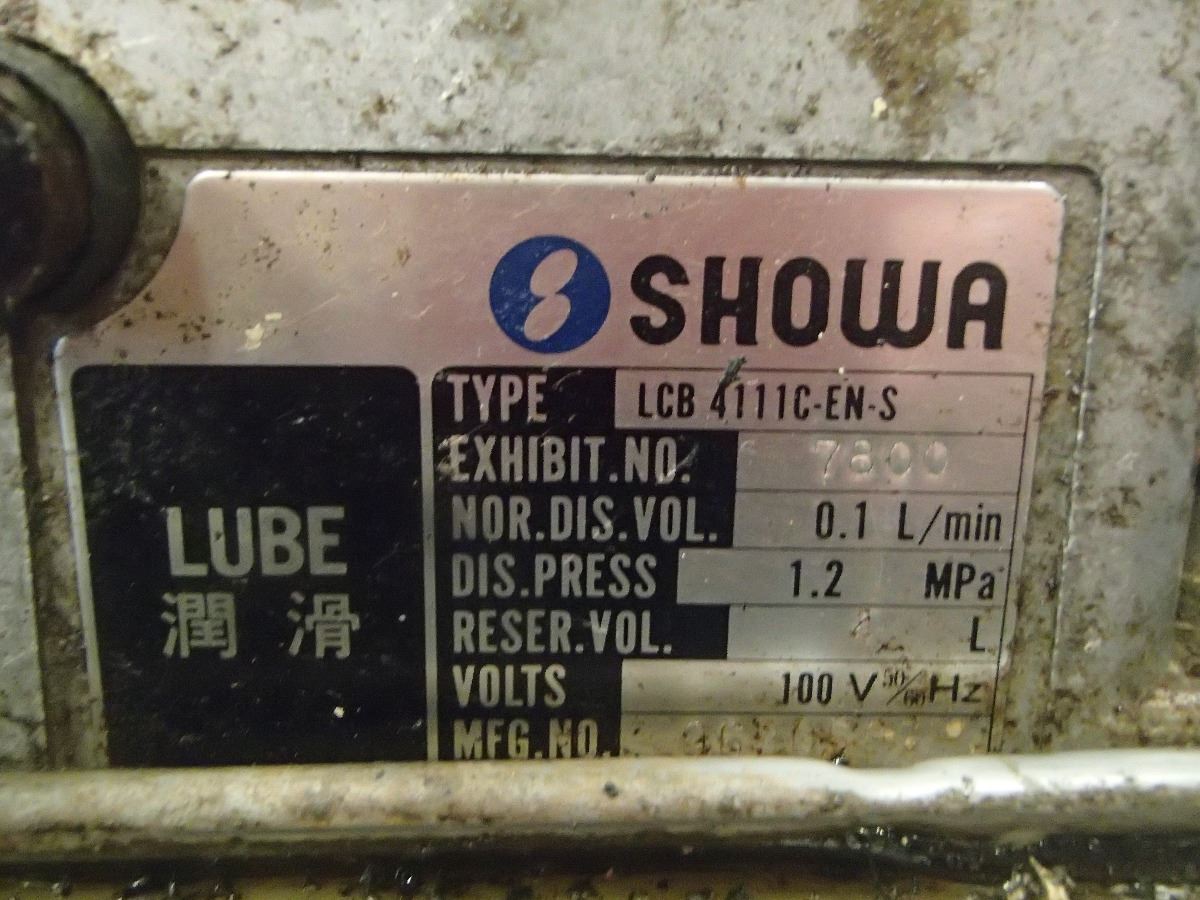 SHOWA
LUBE
潤滑
TYPE LCB 4111C-EN-S
EXHIBIT.NO. 7800
NOR.DIS.VOL. 0.1 L/min
DIS.PRESS 1.2 MPa
RESER.VOL. L
VOLTS 100 V 50/60 Hz
MFG.NO.